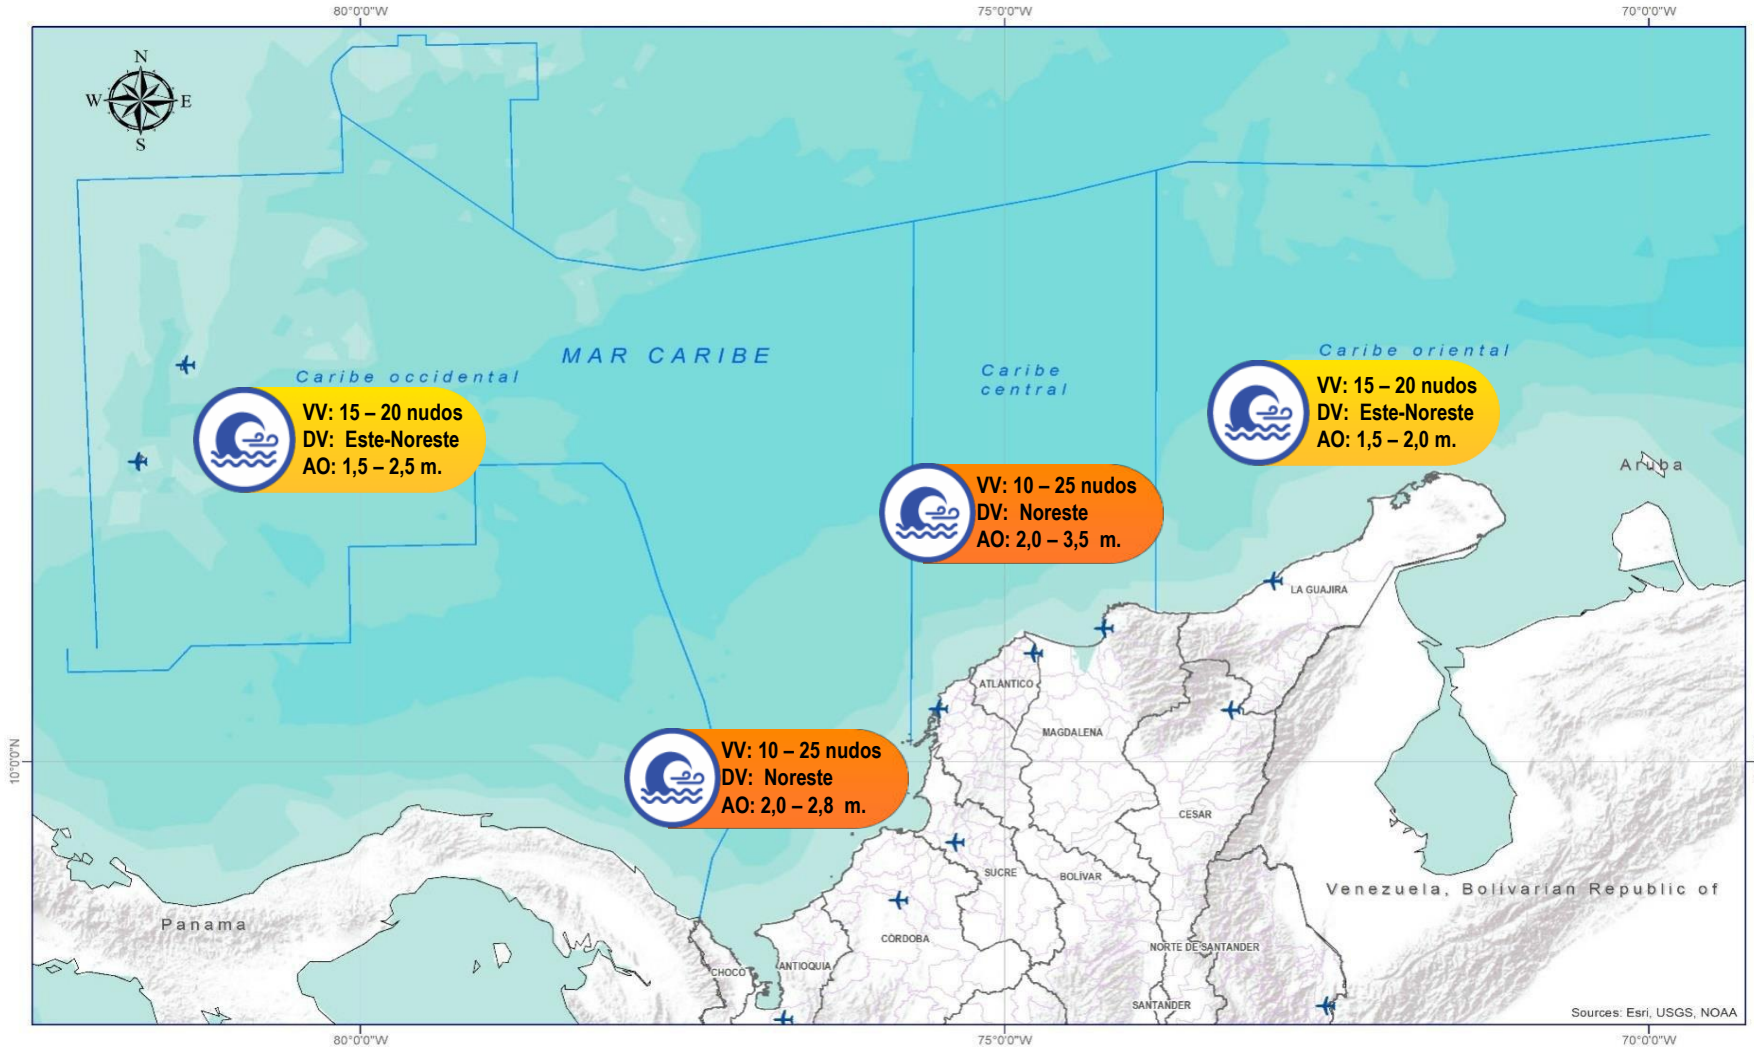 80°0'0"W
75°0'0"W
70°0'0"W
N
W
E
S
MAR CARIBE
Caribe occidental
Caribe
central
Caribe oriental
VV: 15 – 20 nudos
DV: Este-Noreste
AO: 1,5 – 2,5 m.
VV: 15 – 20 nudos
DV: Este-Noreste
AO: 1,5 – 2,0 m.
VV: 10 – 25 nudos
DV: Noreste
AO: 2,0 – 3,5 m.
Aruba
LA GUAJIRA
ATLÁNTICO
MAGDALENA
10°0'0"N
VV: 10 – 25 nudos
DV: Noreste
AO: 2,0 – 2,8 m.
CESAR
SUCRE
BOLÍVAR
Venezuela, Bolivarian Republic of
Panama
CÓRDOBA
NORTE DE SANTANDER
CHOCÓ
ANTIOQUIA
SANTANDER
Sources: Esri, USGS, NOAA
80°0'0"W
75°0'0"W
70°0'0"W